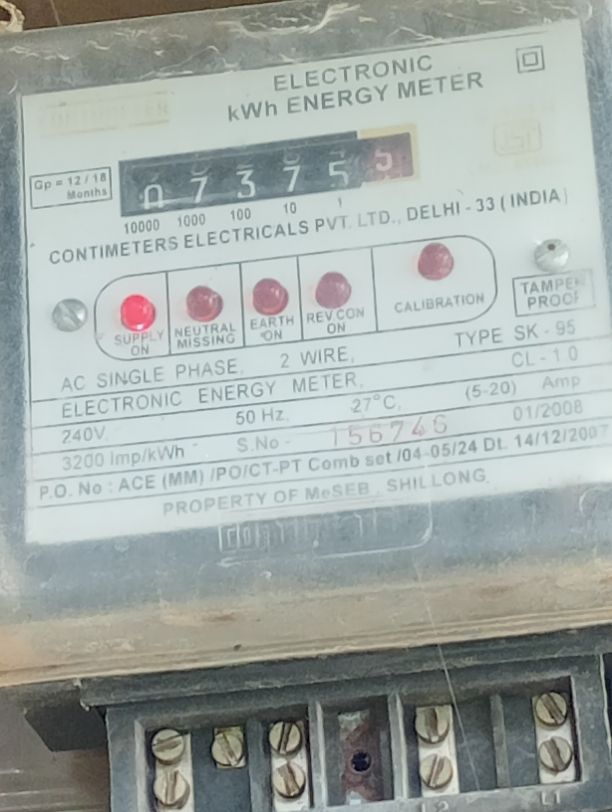 ELECTRONIC
kWh ENERGY METER
Gp = 12 / 18
Months
0 7 3 7 5 5
10000 1000 100 10 1
CONTIMETERS ELECTRICALS PVT. LTD., DELHI - 33 ( INDIA )
SUPPLY ON
NEUTRAL MISSING
EARTH ON
REV CON ON
CALIBRATION
TAMPER PROOF
AC SINGLE PHASE, 2 WIRE, TYPE SK - 95
ELECTRONIC ENERGY METER, CL - 1.0
240V. 50 Hz. 27°C, (5-20) Amp
3200 Imp/kWh S.No - 156746 01/2008
P.O. No : ACE (MM) /PO/CT-PT Comb set /04-05/24 Dt. 14/12/2007
PROPERTY OF MeSEB, SHILLONG.